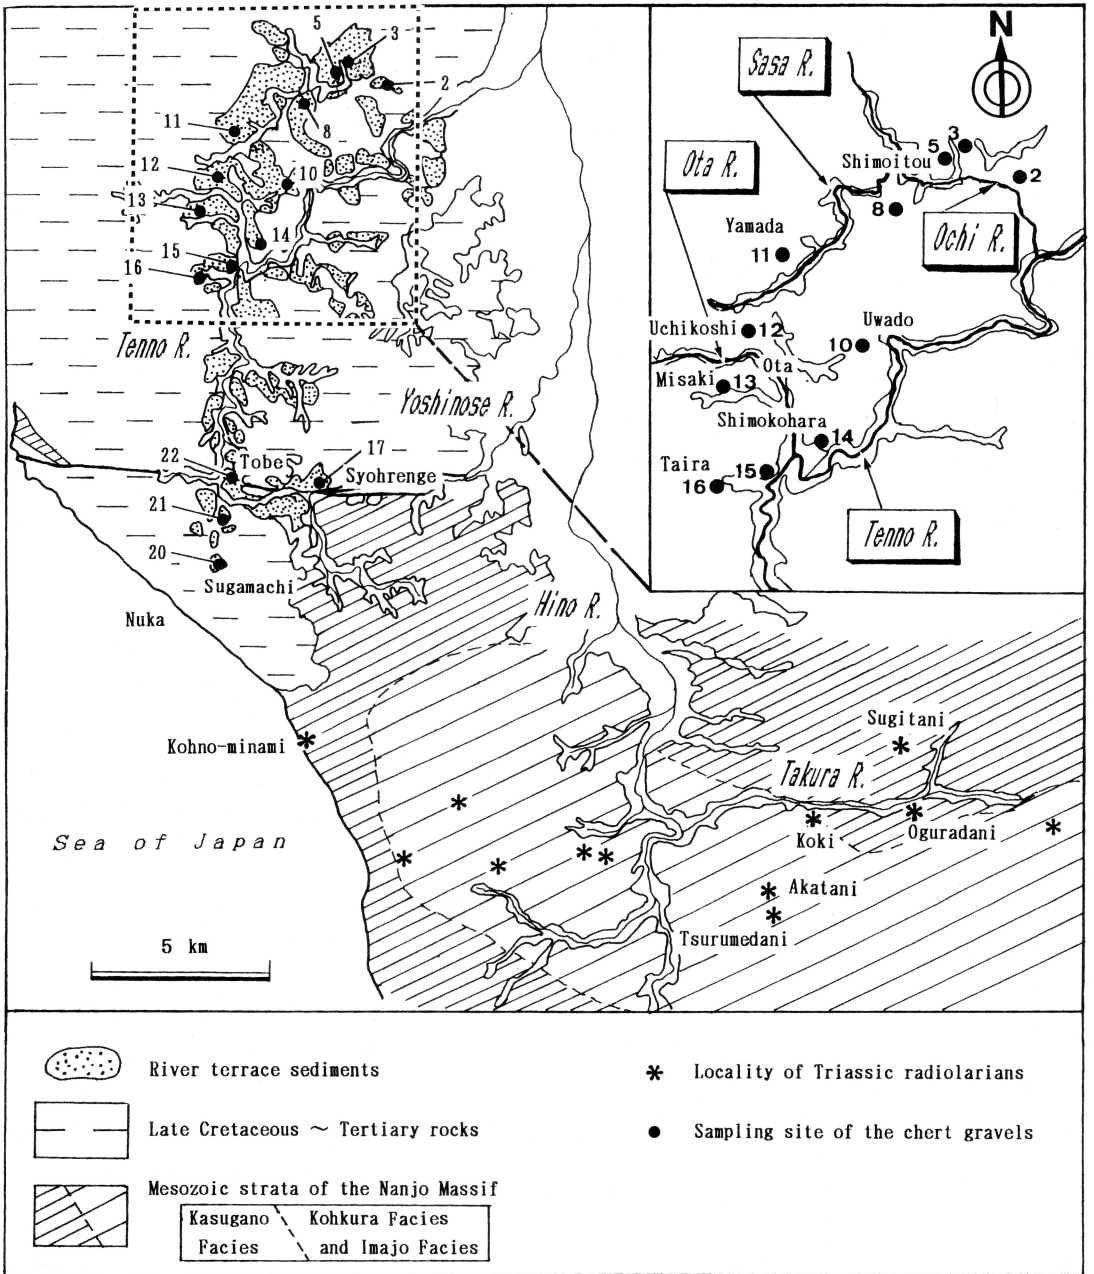 5
3
2
11
8
12
10
13
14
15
16
Tenno R.
Yoshinose R.
22
Tobe
17
Syohrenge
21
20
Sugamachi
Nuka
Hino R.
Kohno-minami
Sea of Japan
5 km
Sugitani
Takura R.
Koki
Oguradani
Akatani
Tsurumedani
N
Sasa R.
Ota R.
Shimoitou
5
3
2
8
Ochi R.
Yamada
11
Uchikoshi
12
Uwado
10
Ota
Misaki
13
Shimokohara
14
Taira
15
16
Tenno R.
River terrace sediments
Late Cretaceous ~ Tertiary rocks
Mesozoic strata of the Nanjo Massif
Kasugano Kohkura Facies
Facies and Imajo Facies
* Locality of Triassic radiolarians
● Sampling site of the chert gravels